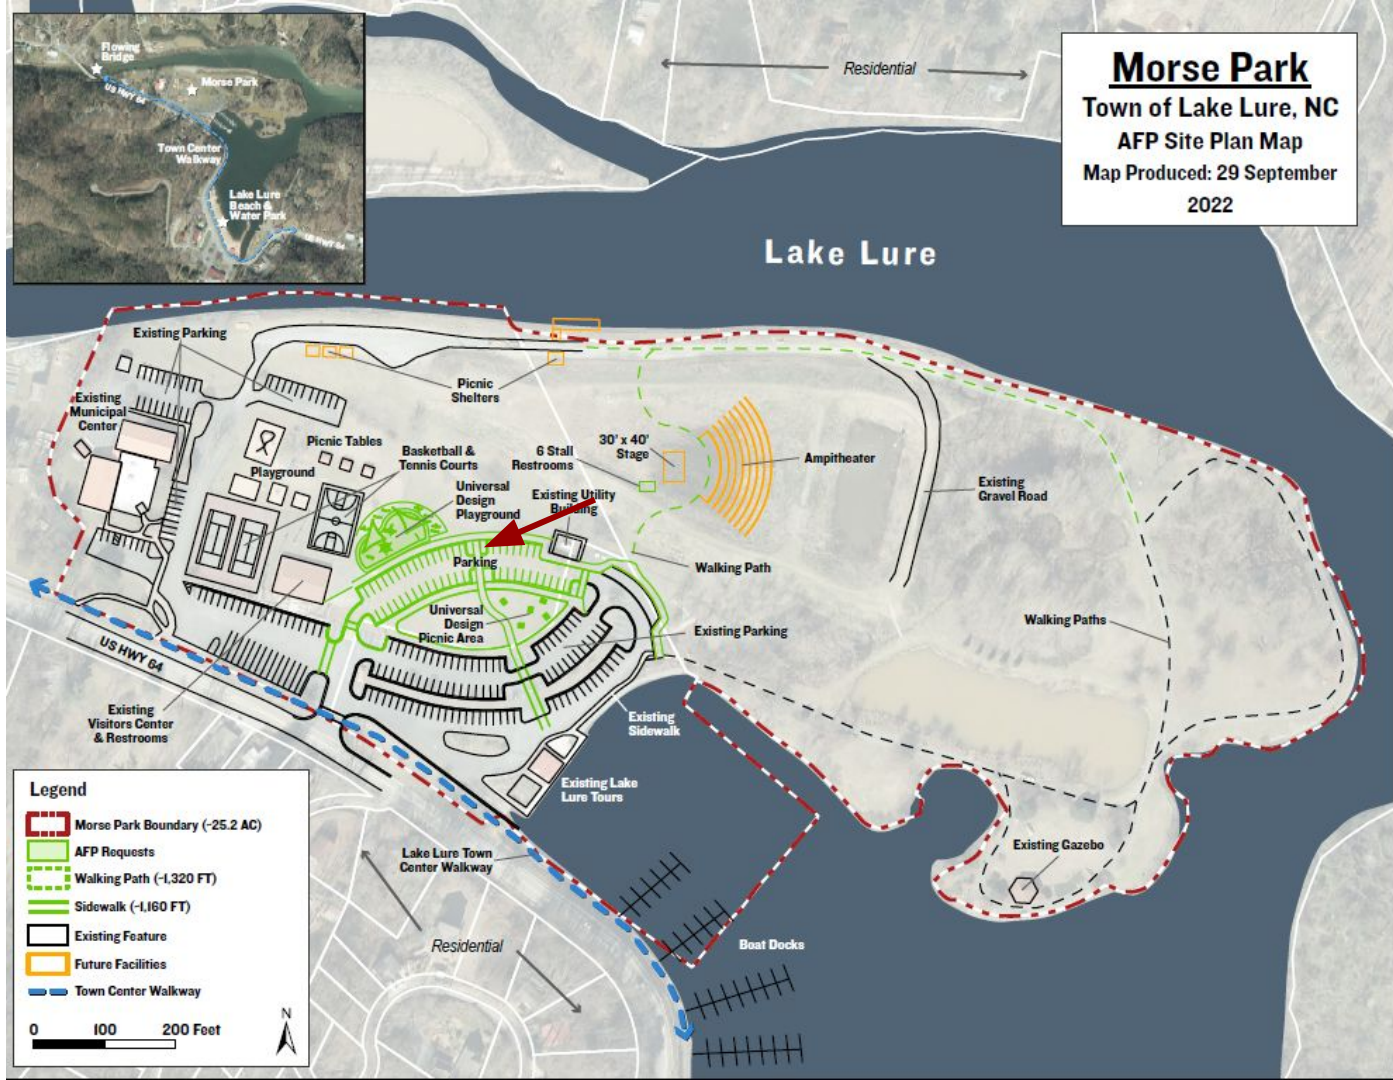 Flowing
Bridge
Morse Park
US HWY 64
Town Center
Walkway
Lake Lure
Beach &
Water Park
US HWY 64
Residential
Morse Park
Town of Lake Lure, NC
AFP Site Plan Map
Map Produced: 29 September
2022
Lake Lure
Existing Parking
Picnic
Shelters
Existing
Municipal
Center
Picnic Tables
Playground
Basketball &
Tennis Courts
6 Stall
Restrooms
30' x 40'
Stage
Ampitheater
Universal
Design
Playground
Existing Utility
Building
Existing
Gravel Road
Parking
Walking Path
Universal
Design
Picnic Area
Existing Parking
Walking Paths
US HWY 64
Existing
Visitors Center
& Restrooms
Existing
Sidewalk
Existing Lake
Lure Tours
Existing Gazebo
Lake Lure Town
Center Walkway
Residential
Boat Docks
Legend
Morse Park Boundary (~25.2 AC)
AFP Requests
Walking Path (~1,320 FT)
Sidewalk (~1,160 FT)
Existing Feature
Future Facilities
Town Center Walkway
0 100 200 Feet
N